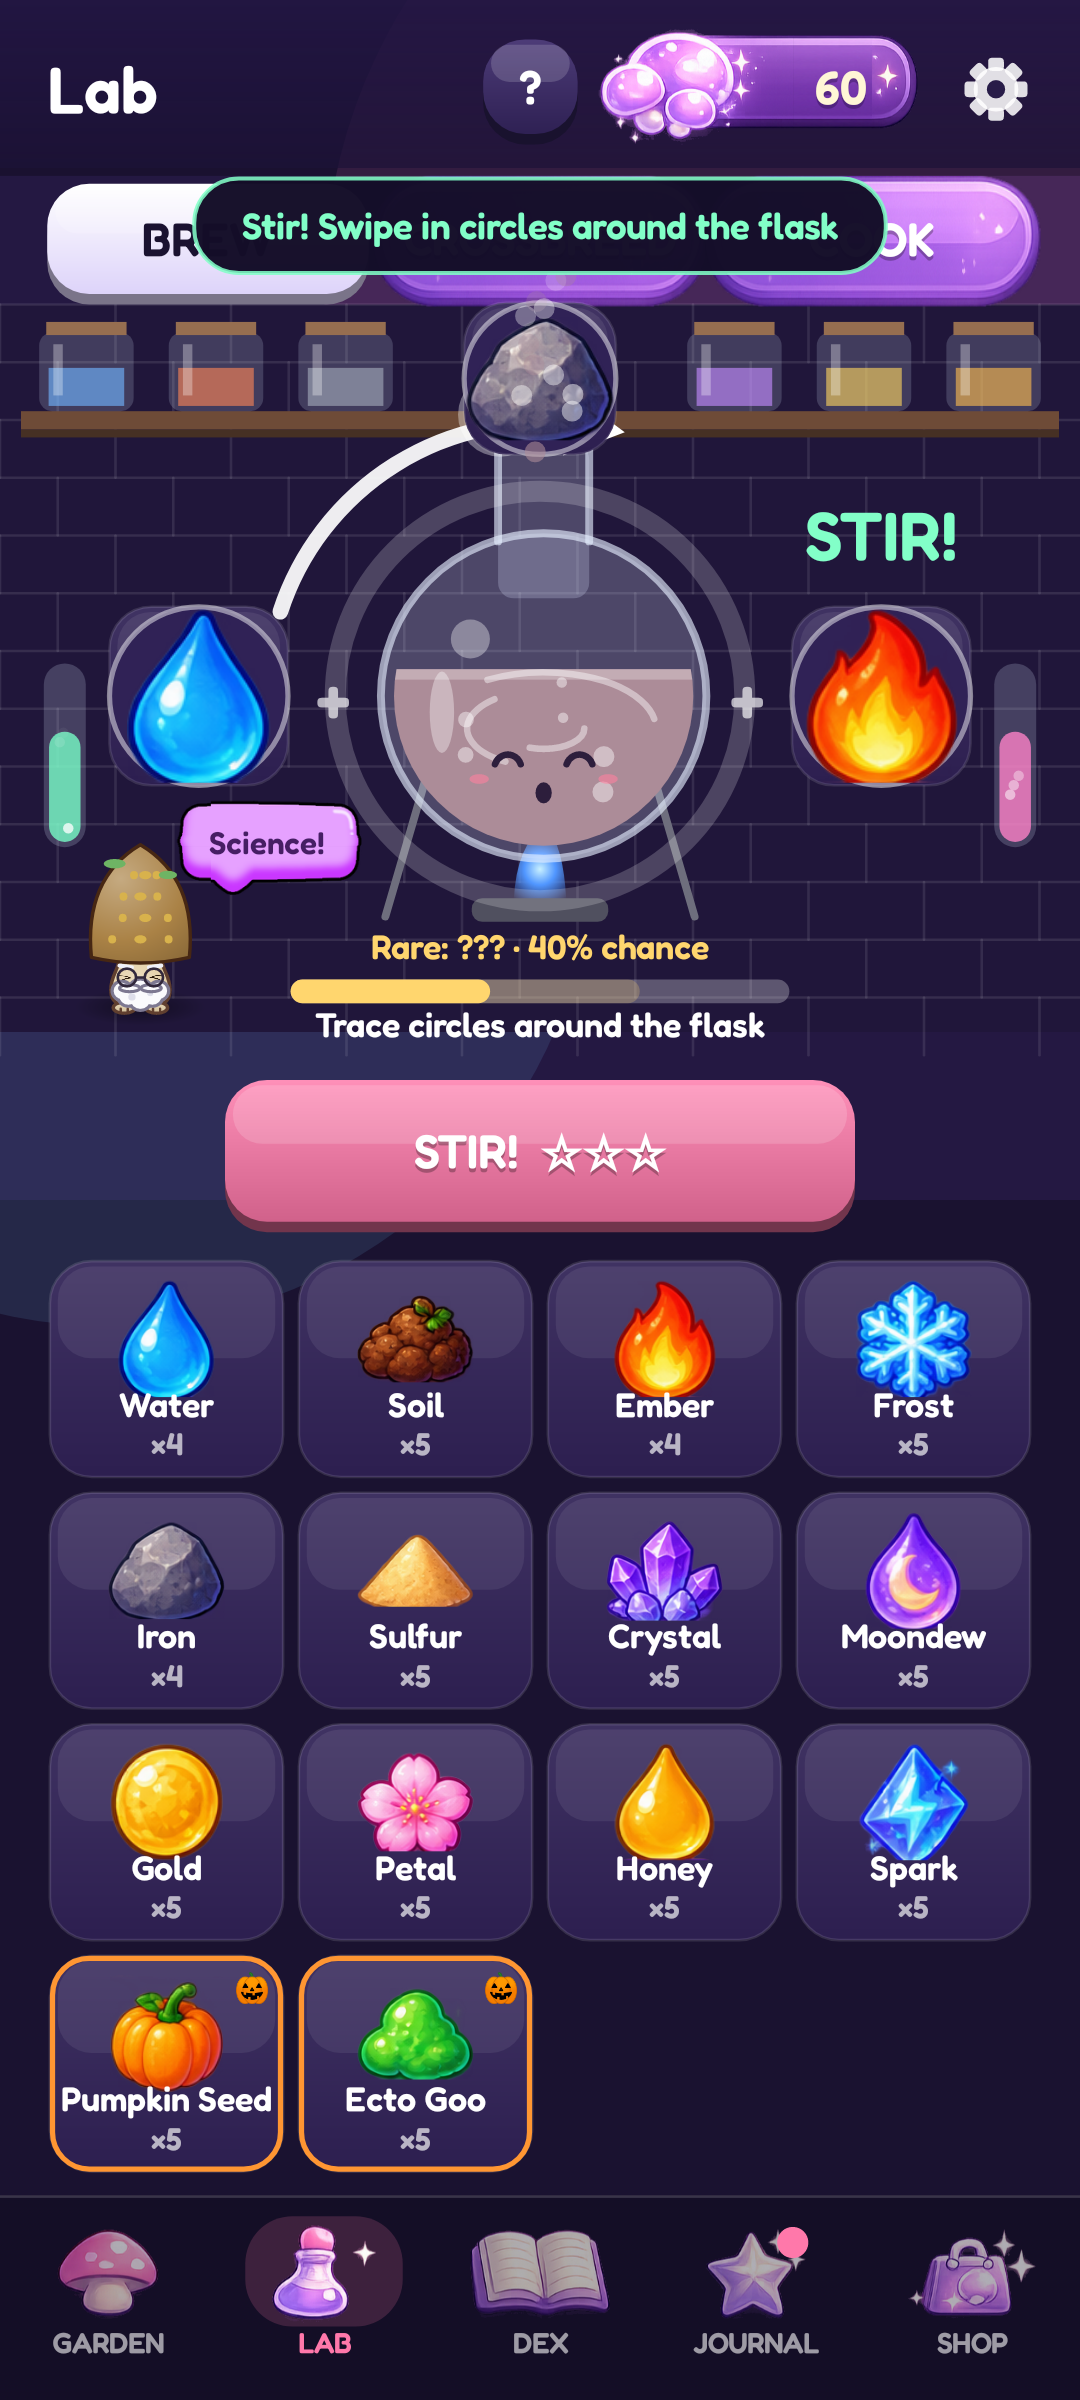 Lab
?
60
Stir! Swipe in circles around the flask
STIR!
Science!
Rare: ??? · 40% chance
Trace circles around the flask
STIR! ☆☆☆
Water
×4
Soil
×5
Ember
×4
Frost
×5
Iron
×4
Sulfur
×5
Crystal
×5
Moondew
×5
Gold
×5
Petal
×5
Honey
×5
Spark
×5
Pumpkin Seed
×5
Ecto Goo
×5
GARDEN
LAB
DEX
JOURNAL
SHOP